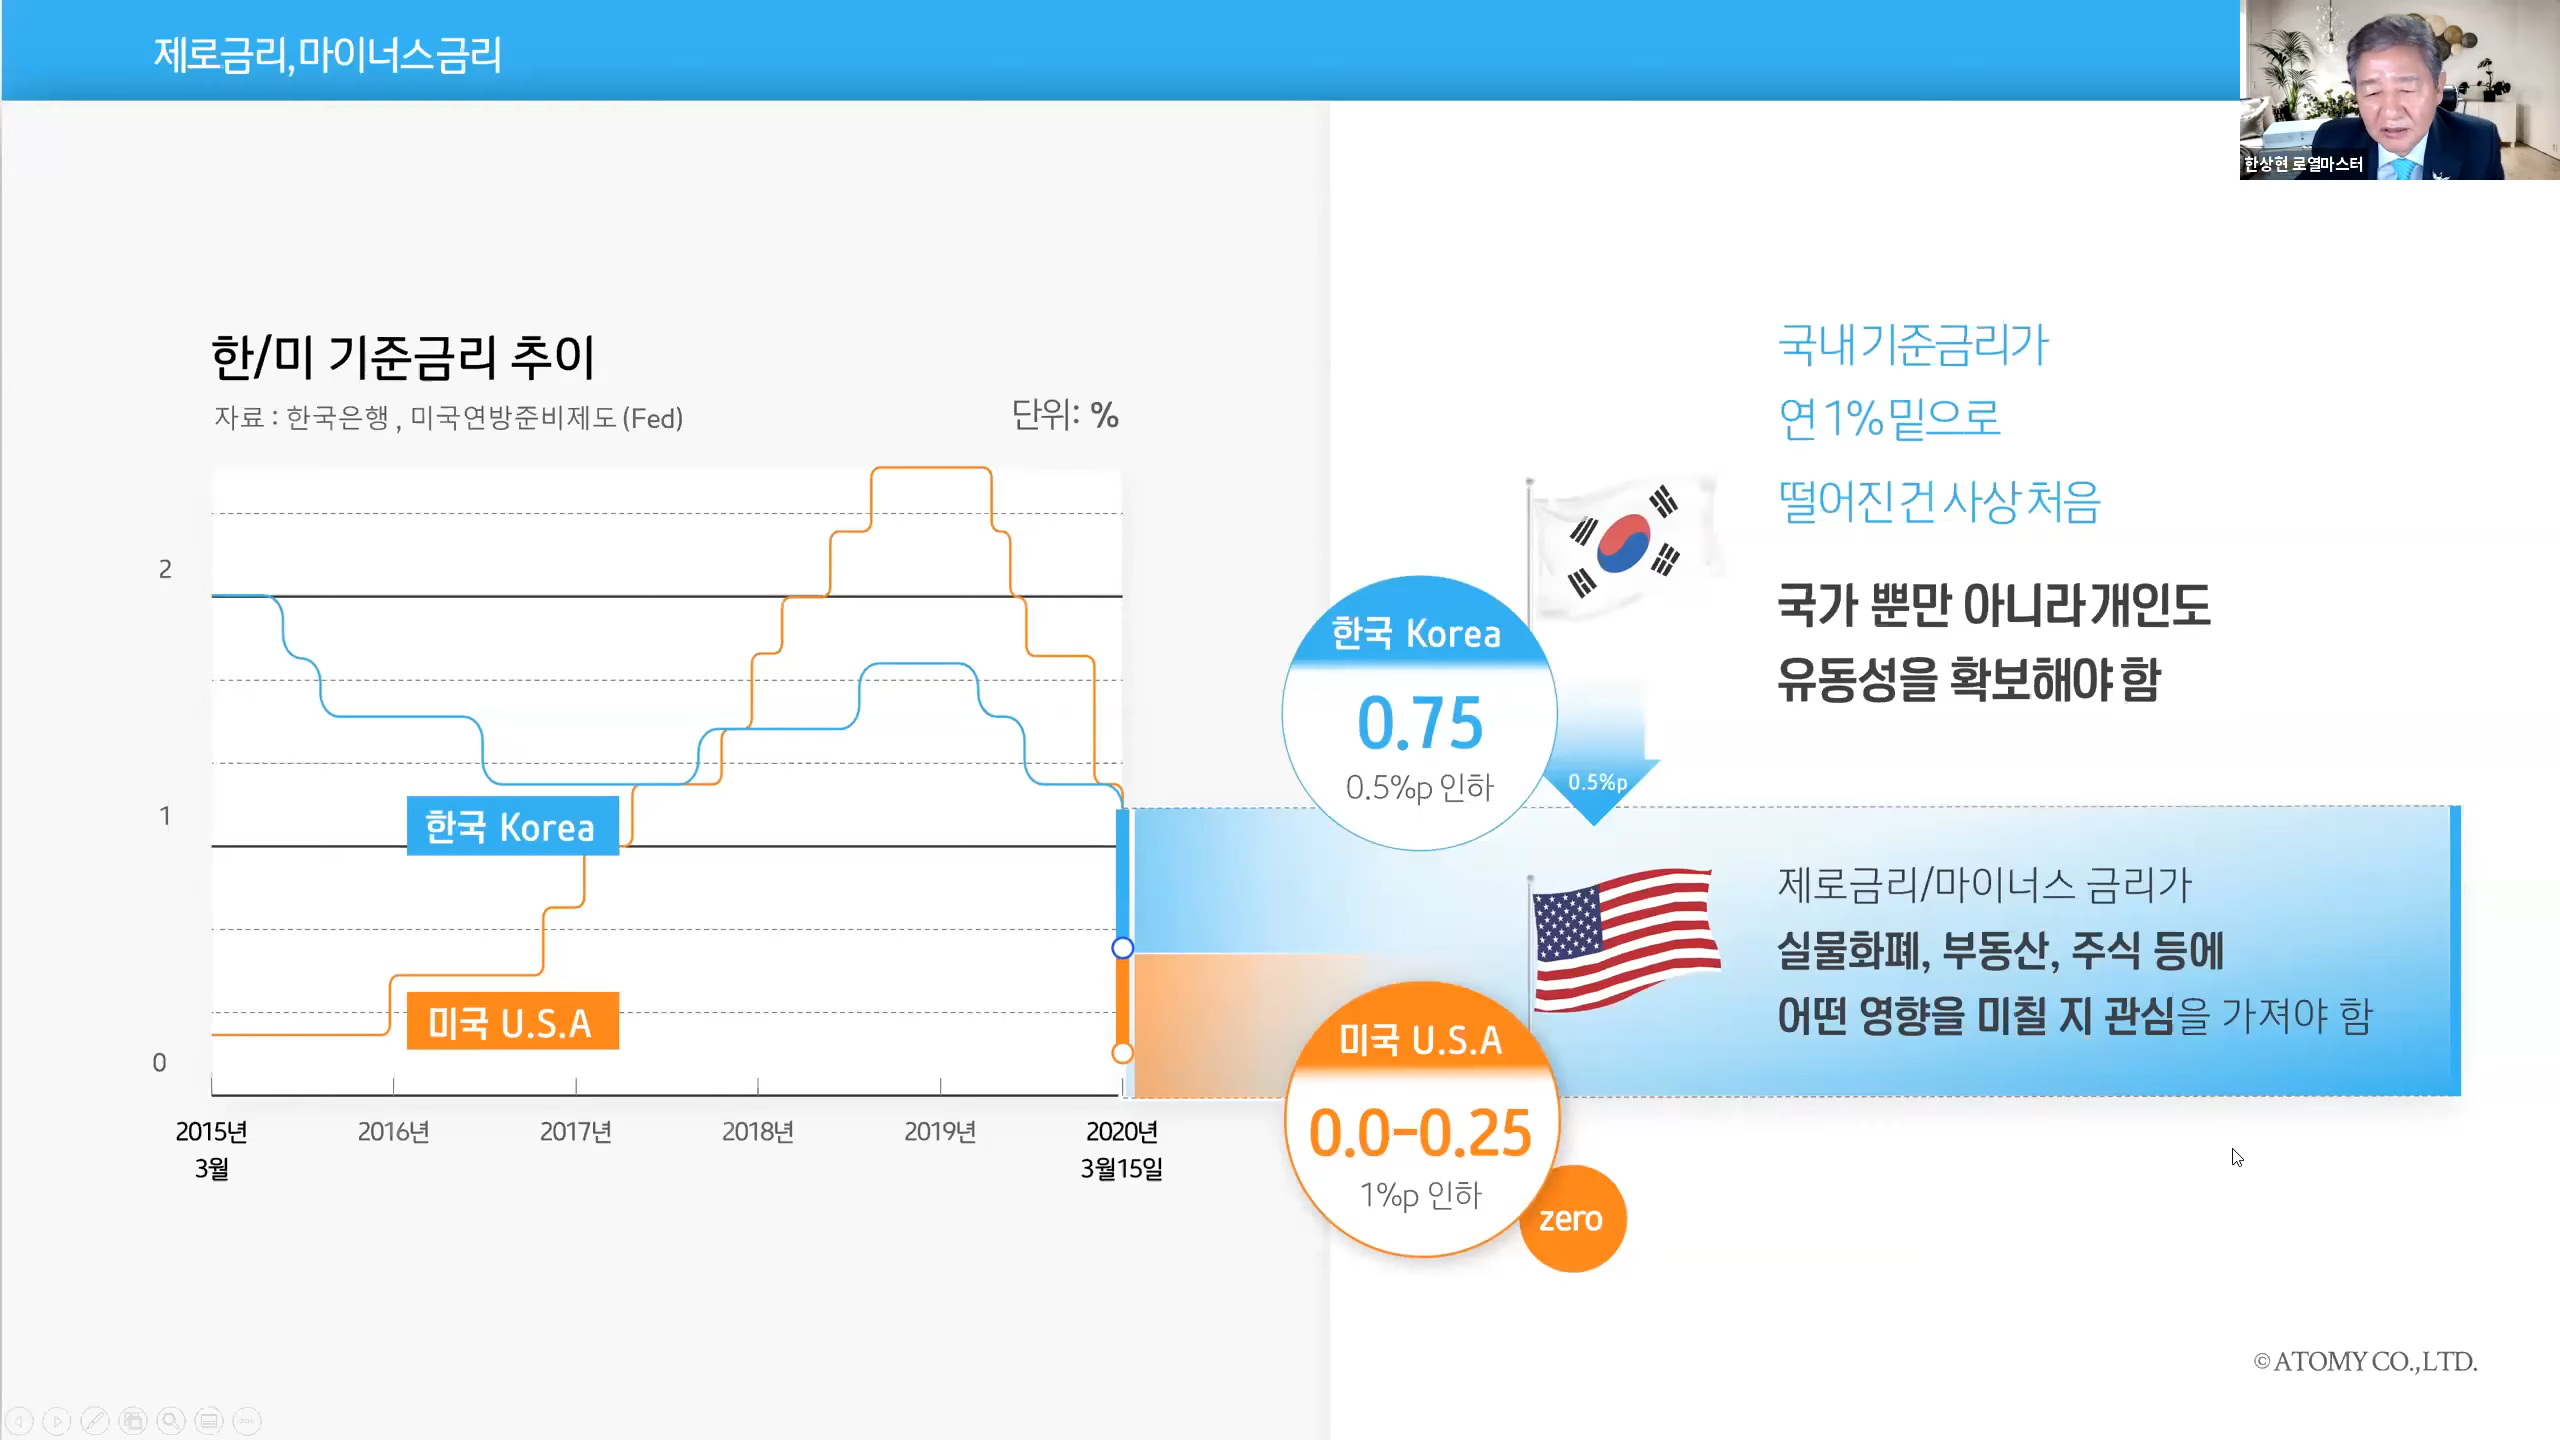 제로금리, 마이너스 금리
한상현 로열마스터
한/미 기준금리 추이
자료 : 한국은행 , 미국연방준비제도 (Fed)
단위: %
2
1
0
한국 Korea
미국 U.S.A
2015년
3월
2016년
2017년
2018년
2019년
2020년
3월15일
한국 Korea
0.75
0.5%p 인하
0.5%p
미국 U.S.A
0.0-0.25
1%p 인하
zero
국내 기준금리가
연 1% 밑으로
떨어진 건 사상 처음
국가 뿐만 아니라 개인도
유동성을 확보해야 함
제로금리/마이너스 금리가
실물화폐, 부동산, 주식 등에
어떤 영향을 미칠 지 관심을 가져야 함
© ATOMY CO.,LTD.